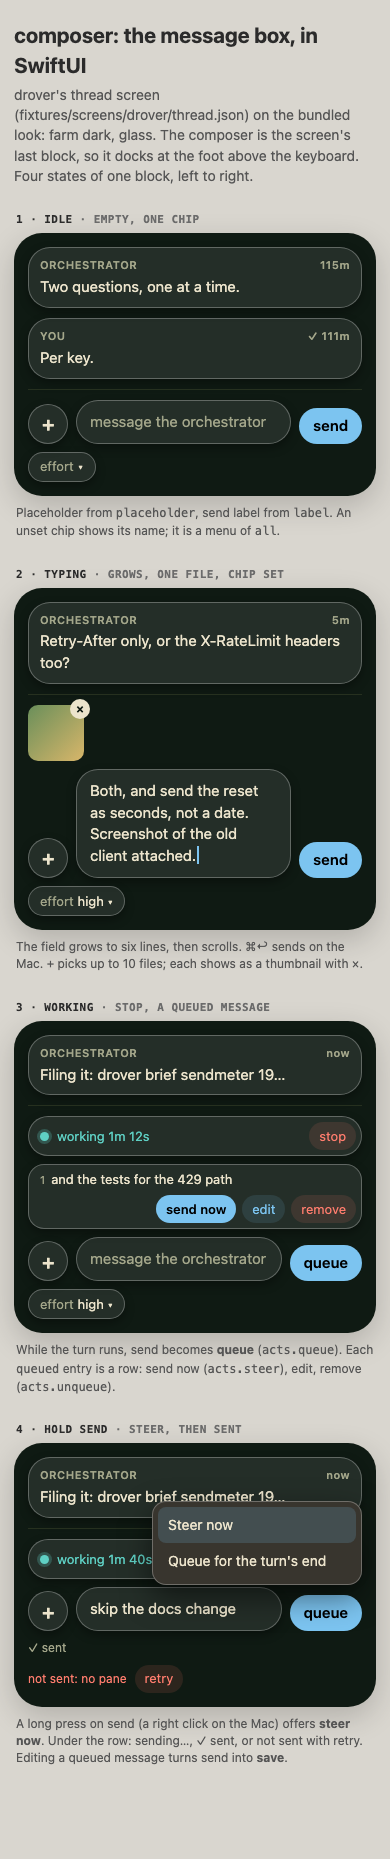 composer: the message box, in
SwiftUI
drover's thread screen
(fixtures/screens/drover/thread.json) on the bundled
look: farm dark, glass. The composer is the screen's
last block, so it docks at the foot above the keyboard.
Four states of one block, left to right.
1 · IDLE · EMPTY, ONE CHIP
ORCHESTRATOR 115m
Two questions, one at a time.
YOU ✓ 111m
Per key.
+ message the orchestrator send
effort ▾
Placeholder from placeholder, send label from label. An
unset chip shows its name; it is a menu of all.
2 · TYPING · GROWS, ONE FILE, CHIP SET
ORCHESTRATOR 5m
Retry-After only, or the X-RateLimit headers
too?
×
Both, and send the reset
as seconds, not a date.
Screenshot of the old
client attached.
+ send
effort high ▾
The field grows to six lines, then scrolls. ⌘↩ sends on the
Mac. + picks up to 10 files; each shows as a thumbnail with ×.
3 · WORKING · STOP, A QUEUED MESSAGE
ORCHESTRATOR now
Filing it: drover brief sendmeter 19…
working 1m 12s stop
1 and the tests for the 429 path
send now edit remove
+ message the orchestrator queue
effort high ▾
While the turn runs, send becomes queue (acts.queue). Each
queued entry is a row: send now (acts.steer), edit, remove
(acts.unqueue).
4 · HOLD SEND · STEER, THEN SENT
ORCHESTRATOR now
Filing it: drover brief sendmeter 19…
Steer now
working 1m 40s
Queue for the turn's end
+ skip the docs change queue
✓ sent
not sent: no pane retry
A long press on send (a right click on the Mac) offers steer
now. Under the row: sending…, ✓ sent, or not sent with retry.
Editing a queued message turns send into save.